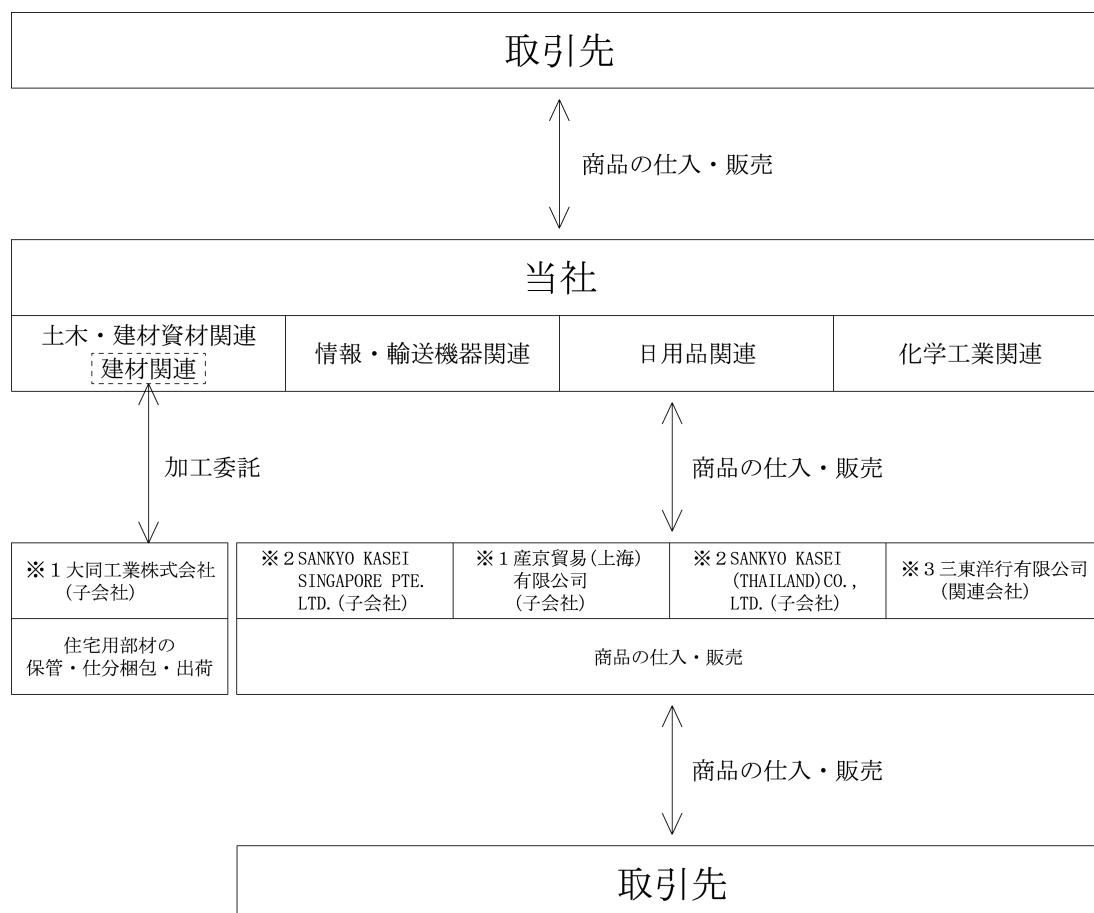 取引先
商品の仕入・販売
当社
土木・建材資材関連
建材関連
情報・輸送機器関連
日用品関連
化学工業関連
加工委託
商品の仕入・販売
※1大同工業株式会社
(子会社)
住宅用部材の
保管・仕分梱包・出荷
※2SANKYO KASEI
SINGAPORE PTE.
LTD.(子会社)
※1産京貿易(上海)
有限公司
(子会社)
※2SANKYO KASEI
(THAILAND)CO.,
LTD.(子会社)
※3三東洋行有限公司
(関連会社)
商品の仕入・販売
商品の仕入・販売
取引先